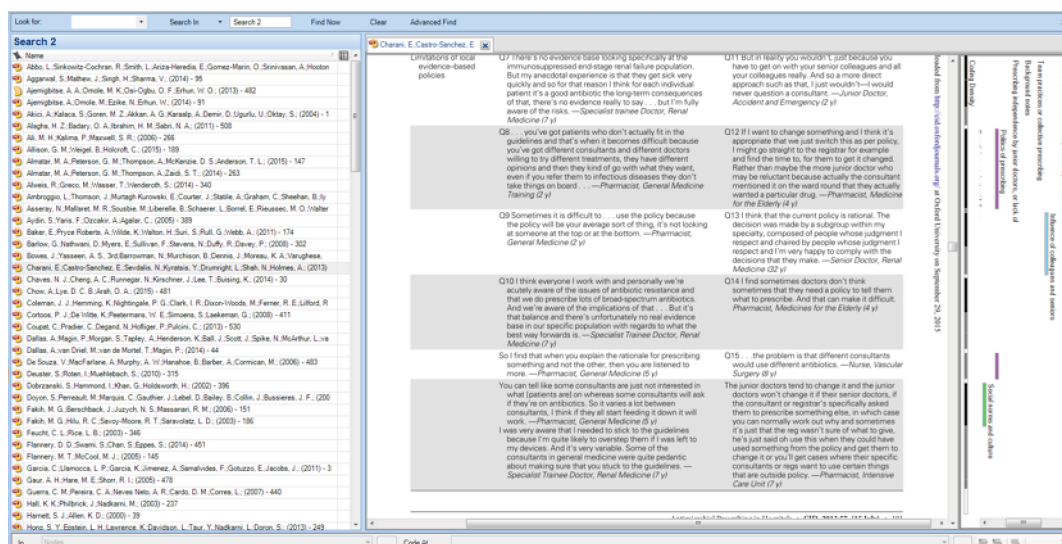 Look for:
Search In
Search 2
Find Now
Clear
Advanced Find
Search 2
Name
Abbo, L.;Sinkowitz-Cochran, R.;Smith, L.;Ariza-Heredia, E.;Gomez-Marin, O.;Srinivasan, A.;Hooton
Aggarwal, S.;Mathew, J.;Singh, H.;Sharma, V.; (2014) - 95
Ajemigbitse, A. A.;Omole, M. K.;Osi-Ogbu, O. F.;Erhun, W. O.; (2013) - 482
Ajemigbitse, A.;Omole, M.;Ezike, N.;Erhun, W.; (2014) - 91
Akici, A.;Kalaca, S.;Goren, M. Z.;Akkan, A. G.;Karaalp, A.;Demir, D.;Ugurlu, U.;Oktay, S.; (2004) - 1
Alagha, H. Z.;Badary, O. A.;Ibrahim, H. M.;Sabri, N. A.; (2011) - 508
Ali, M. H.;Kalima, P.;Maxwell, S. R.; (2006) - 266
Allison, G. M.;Weigel, B.;Holcroft, C.; (2015) - 189
Almatar, M. A.;Peterson, G. M.;Thompson, A.;McKenzie, D. S.;Anderson, T. L.; (2015) - 147
Almatar, M. A.;Peterson, G. M.;Thompson, A.;Zaidi, S. T.; (2014) - 263
Alweis, R.;Greco, M.;Wasser, T.;Wenderoth, S.; (2014) - 340
Ambroggio, L.;Thomson, J.;Murtagh Kurowski, E.;Courter, J.;Statile, A.;Graham, C.;Sheehan, B.;Iy
Asseray, N.;Mallaret, M. R.;Sousbie, M.;Liberelle, B.;Schaerer, L.;Borrel, E.;Rieussec, M. O.;Walter
Aydin, S.;Yaris, F.;Ozcakir, A.;Agalar, C.; (2005) - 389
Baker, E.;Pryce Roberts, A.;Wilde, K.;Walton, H.;Suri, S.;Rull, G.;Webb, A.; (2011) - 174
Barlow, G.;Nathwani, D.;Myers, E.;Sullivan, F.;Stevens, N.;Duffy, R.;Davey, P.; (2008) - 302
Bowes, J.;Yasseen, A. S. 3rd;Barrowman, N.;Murchison, B.;Dennis, J.;Moreau, K. A.;Varughese,
Charani, E.;Castro-Sanchez, E.;Sevdalis, N.;Kyratsis, Y.;Drumright, L.;Shah, N.;Holmes, A.; (2013)
Chaves, N. J.;Cheng, A. C.;Runnegar, N.;Kirschner, J.;Lee, T.;Buising, K.; (2014) - 30
Chow, A.;Lye, D. C. B.;Arah, O. A.; (2015) - 481
Coleman, J. J.;Hemming, K.;Nightingale, P. G.;Clark, I. R.;Dixon-Woods, M.;Ferner, R. E.;Lilford, R
Cortoos, P. J.;De Witte, K.;Peetermans, W. E.;Simoens, S.;Laekeman, G.; (2008) - 411
Coupat, C.;Pradier, C.;Degand, N.;Hofliger, P.;Pulcini, C.; (2013) - 530
Dallas, A.;Magin, P.;Morgan, S.;Tapley, A.;Henderson, K.;Ball, J.;Scott, J.;Spike, N.;McArthur, L.;va
Dallas, A.;van Driel, M.;van de Mortel, T.;Magin, P.; (2014) - 44
De Souza, V.;MacFarlane, A.;Murphy, A. W.;Hanahoe, B.;Barber, A.;Cormican, M.; (2006) - 483
Deuster, S.;Roten, I.;Muehlebach, S.; (2010) - 315
Dobrzanski, S.;Hammond, I.;Khan, G.;Holdsworth, H.; (2002) - 396
Doyon, S.;Perreault, M.;Marquis, C.;Gauthier, J.;Lebel, D.;Bailey, B.;Collin, J.;Bussieres, J. F.; (200
Fakih, M. G.;Berschback, J.;Juzych, N. S.;Massanari, R. M.; (2006) - 151
Fakih, M. G.;Hilu, R. C.;Savoy-Moore, R. T.;Saravolatz, L. D.; (2003) - 186
Feucht, C. L.;Rice, L. B.; (2003) - 346
Flannery, D. D.;Swami, S.;Chan, S.;Eppes, S.; (2014) - 451
Flannery, M. T.;McCool, M. J.; (2005) - 145
Garcia, C.;Llamocca, L. P.;Garcia, K.;Jimenez, A.;Samalvides, F.;Gotuzzo, E.;Jacobs, J.; (2011) - 3
Gaur, A. H.;Hare, M. E.;Shorr, R. I.; (2005) - 478
Guerra, C. M.;Pereira, C. A.;Neves Neto, A. R.;Cardo, D. M.;Correa, L.; (2007) - 440
Hall, K. K.;Philbrick, J.;Nadkarni, M.; (2003) - 237
Harnett, S. J.;Allen, K. D.; (2000) - 39
Hong, S. Y.;Epstein, L. H.;Lawrence, K.;Davidson, L.;Taur, Y.;Nadkarni, L.;Doron, S.; (2013) - 249
Charani, E.;Castro-Sanchez, E
Limitations of local
evidence–based
policies
Q7 There's no evidence base looking specifically at the
immunosuppressed end-stage renal failure population.
But my anecdotal experience is that they get sick very
quickly and so for that reason I think for each individual
patient it's a good antibiotic the long-term consequences
of that, there's no evidence really to say . . . but I'm fully
aware of the risks. —Specialist trainee Doctor, Renal
Medicine (7 y)
Q8 . . . you've got patients who don't actually fit in the
guidelines and that's when it becomes difficult because
you've got different consultants and different doctors
willing to try different treatments, they have different
opinions and then they kind of go with what they want,
even if you refer them to infectious diseases they don't
take things on board . . . —Pharmacist, General Medicine
Training (2 y)
Q9 Sometimes it is difficult to . . . use the policy because
the policy will be your average sort of thing, it's not looking
at someone at the top or at the bottom. —Pharmacist,
General Medicine (2 y)
Q10 I think everyone I work with and personally we're
acutely aware of the issues of antibiotic resistance and
that we do prescribe lots of broad-spectrum antibiotics.
And we're aware of the implications of that . . . But it's
that balance and there's unfortunately no real evidence
base in our specific population with regards to what the
best way forwards is. —Specialist Trainee Doctor, Renal
Medicine (7 y)
So I find that when you explain the rationale for prescribing
something and not the other, then you are listened to
more. —Pharmacist, General Medicine (5 y)
You can tell like some consultants are just not interested in
what [patients are] on whereas some consultants will ask
if they're on antibiotics. So it varies a lot between
consultants, I think if they all start feeding it down it will
work. —Pharmacist, General Medicine (5 y)
I was very aware that I needed to stick to the guidelines
because I'm quite likely to overstep them if I was left to
my devices. And it's very variable. Some of the
consultants in general medicine were quite pedantic
about making sure that you stuck to the guidelines. —
Specialist Trainee Doctor, Renal Medicine (7 y)
Q11 But in reality you wouldn't, just because you
have to get on with your senior colleagues and all
your colleagues really. And so a more direct
approach such as that, I just wouldn't—I would
never question a consultant. —Junior Doctor,
Accident and Emergency (2 y)
Q12 If I want to change something and I think it's
appropriate that we just switch this as per policy, I
might go straight to the registrar for example
and find the time to, for them to get it changed.
Rather than maybe the more junior doctor who
may be reluctant because actually the consultant
mentioned it on the ward round that they actually
wanted a particular drug. —Pharmacist, Medicine
for the Elderly (4 y)
Q13 I think that the current policy is rational. The
decision was made by a subgroup within my
specialty, composed of people whose judgment I
respect and chaired by people whose judgment I
respect and I'm very happy to comply with the
decisions that they make. —Senior Doctor, Renal
Medicine (32 y)
Q14 I find sometimes doctors don't think
sometimes that they need a policy to tell them
what to prescribe. And that can make it difficult.
Pharmacist, Medicines for the Elderly (4 y)
Q15 . . .the problem is that different consultants
would use different antibiotics. —Nurse, Vascular
Surgery (8 y)
The junior doctors tend to change it and the junior
doctors won't change it if their senior doctors, if
the consultant or registrar's specifically asked
them to prescribe something else, in which case
you can normally work out why and sometimes
it's just that the reg wasn't sure of what to give,
he's just said oh use this when they could have
used something from the policy and get them to
change it or you'll get cases where their specific
consultants or regs want to use certain things
that are outside policy. —Pharmacist, Intensive
Care Unit (7 y)
loaded from http://cid.oxfordjournals.org/ at Oxford University on September 29, 2015
Coding Density
Prescribing independence by junior doctors, or lack of
Background notes
Team practices or collective prescribing
Politics of prescribing
Influence of colleagues and seniors
Social norms and culture
In
Nodes
Code At